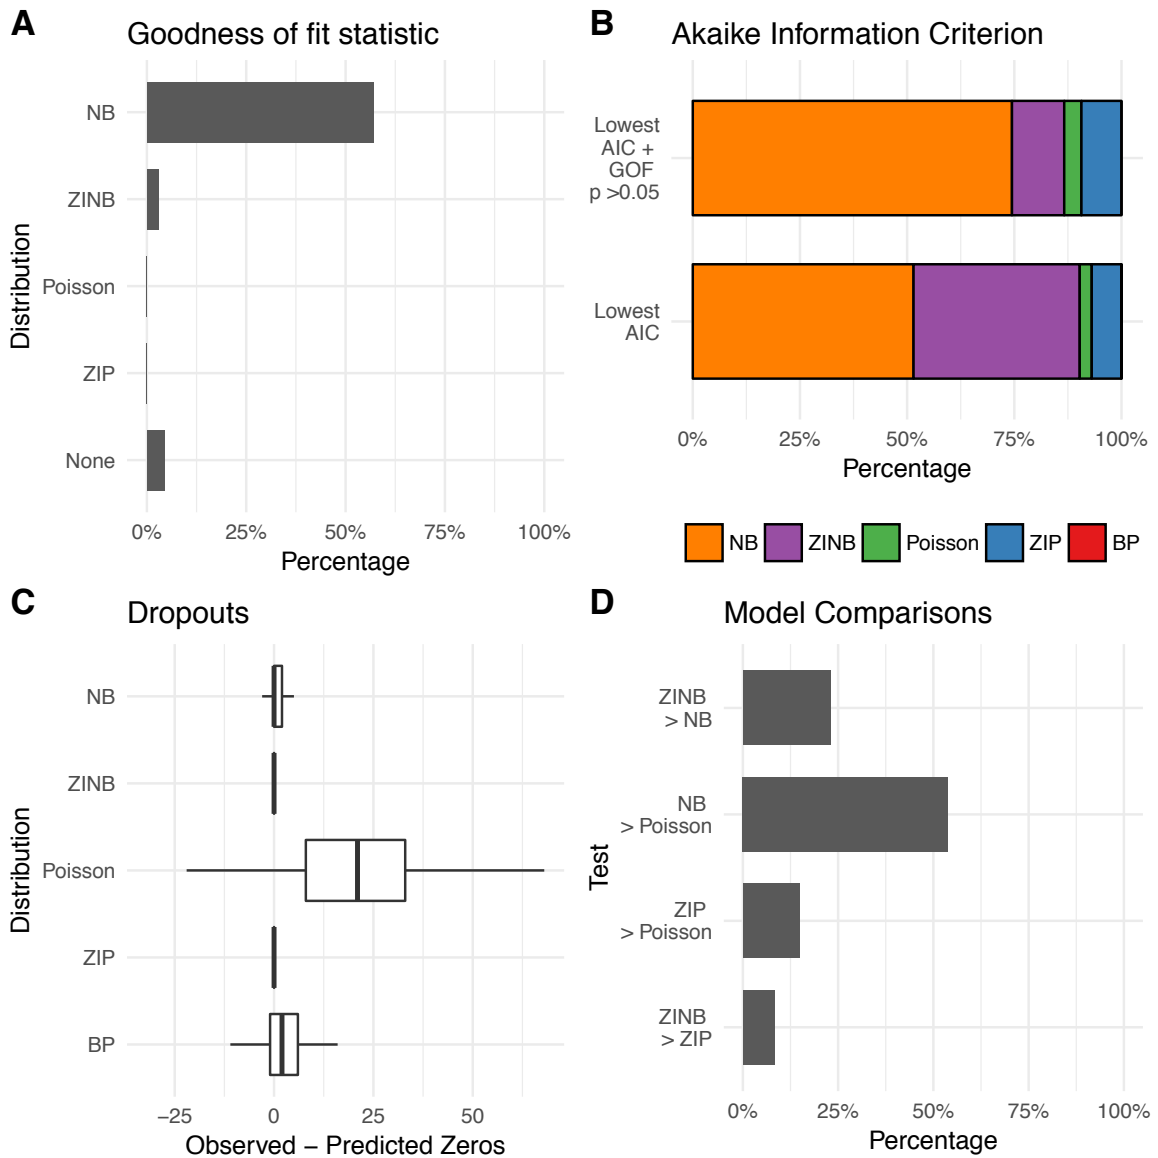 A
Goodness of fit statistic
Distribution
NB
ZINB
Poisson
ZIP
None
0%
25%
50%
75%
100%
Percentage
B
Akaike Information Criterion
Lowest
AIC +
GOF
p >0.05
Lowest
AIC
0%
25%
50%
75%
100%
Percentage
NB
ZINB
Poisson
ZIP
BP
C
Dropouts
Distribution
NB
ZINB
Poisson
ZIP
BP
−25
0
25
50
Observed − Predicted Zeros
D
Model Comparisons
Test
ZINB
> NB
NB
> Poisson
ZIP
> Poisson
ZINB
> ZIP
0%
25%
50%
75%
100%
Percentage